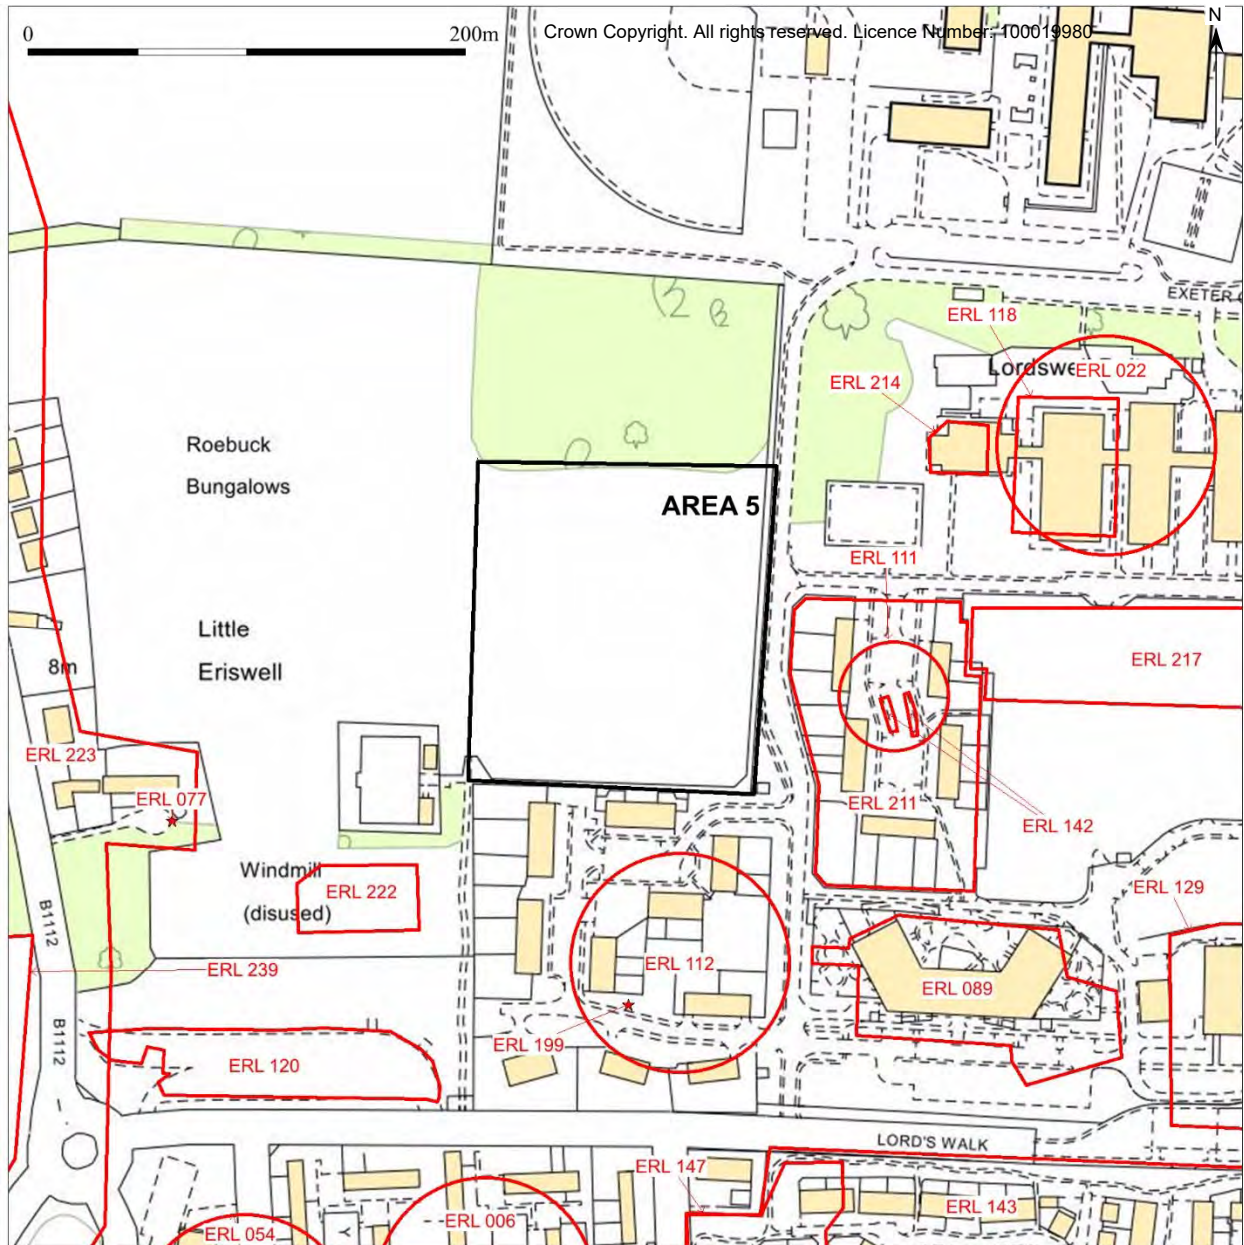 0
200m
Crown Copyright. All rights reserved. Licence Number: 100019980
N
EXETER
ERL 118
Lordswe
ERL 022
ERL 214
Roebuck
Bungalows
AREA 5
ERL 111
Little
Eriswell
8m
ERL 217
ERL 223
ERL 077
ERL 211
ERL 142
Windmill
(disused)
ERL 222
ERL 129
B1112
ERL 239
ERL 112
ERL 089
B1112
ERL 199
ERL 120
LORD'S WALK
ERL 147
ERL 143
ERL 054
ERL 006